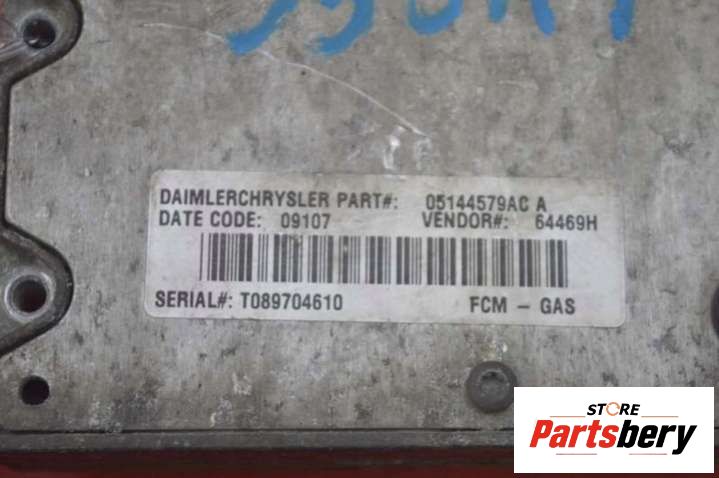 DAIMLERCHRYSLER PART#: 05144579AC A
DATE CODE: 09107 VENDOR#: 64469H
SERIAL#: T089704610 FCM - GAS
STORE
Partsbery